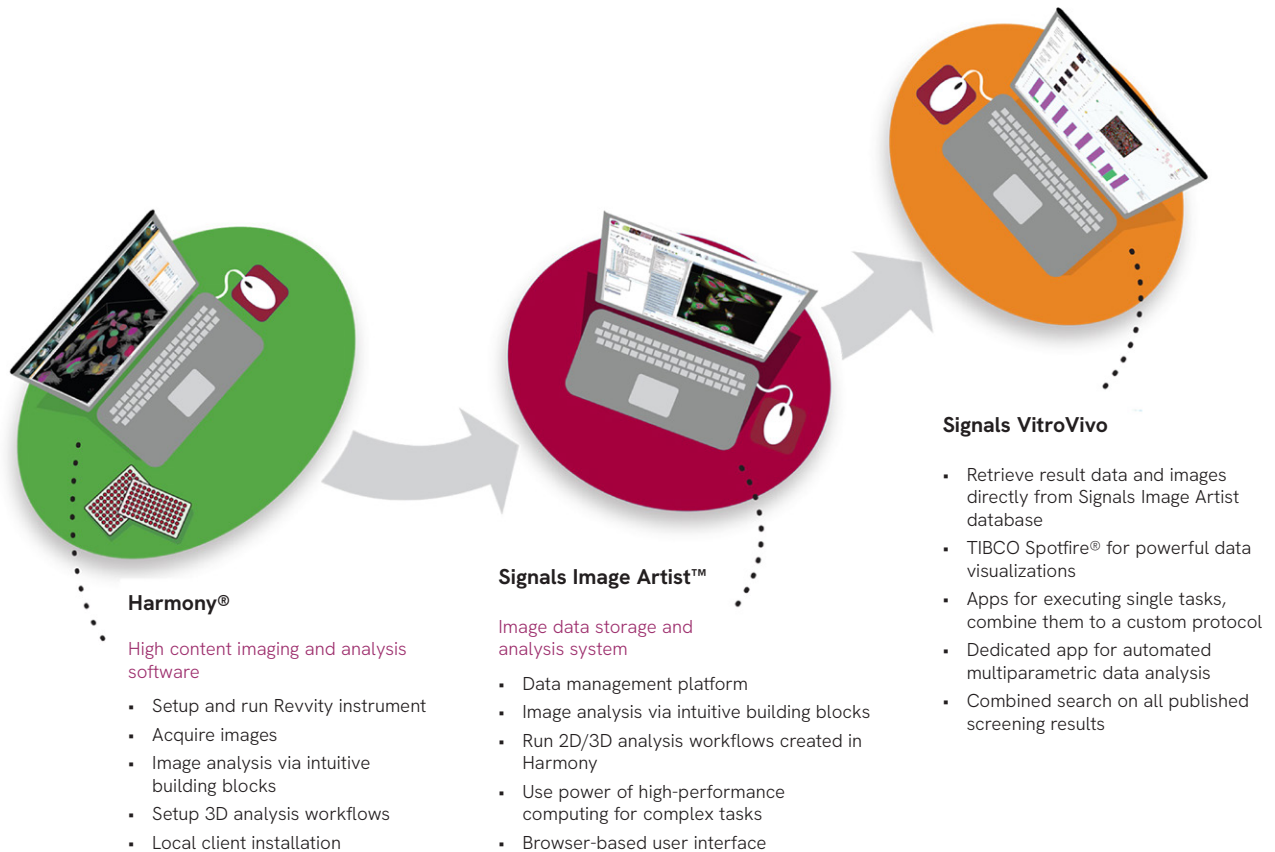 Harmony®
High content imaging and analysis
software
▪ Setup and run Revvity instrument
▪ Acquire images
▪ Image analysis via intuitive
building blocks
▪ Setup 3D analysis workflows
▪ Local client installation
Signals Image Artist™
Image data storage and
analysis system
▪ Data management platform
▪ Image analysis via intuitive building blocks
▪ Run 2D/3D analysis workflows created in
Harmony
▪ Use power of high-performance
computing for complex tasks
▪ Browser-based user interface
Signals VitroVivo
▪ Retrieve result data and images
directly from Signals Image Artist
database
▪ TIBCO Spotfire® for powerful data
visualizations
▪ Apps for executing single tasks,
combine them to a custom protocol
▪ Dedicated app for automated
multiparametric data analysis
▪ Combined search on all published
screening results